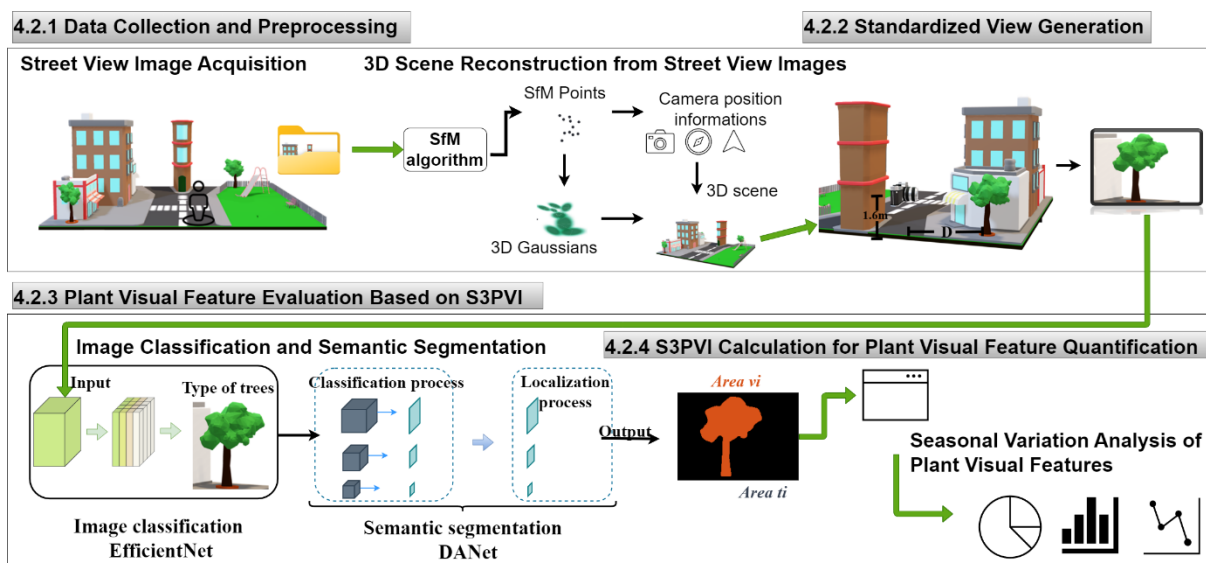 4.2.1 Data Collection and Preprocessing
4.2.2 Standardized View Generation
Street View Image Acquisition
3D Scene Reconstruction from Street View Images
SfM
algorithm
SfM Points
Camera position
informations
3D Gaussians
3D scene
1.6m
D
4.2.3 Plant Visual Feature Evaluation Based on S3PVI
Image Classification and Semantic Segmentation
4.2.4 S3PVI Calculation for Plant Visual Feature Quantification
Input
Type of trees
Image classification
EfficientNet
Classification process
Localization
process
Semantic segmentation
DANet
Output
Area vi
Area ti
Seasonal Variation Analysis of
Plant Visual Features